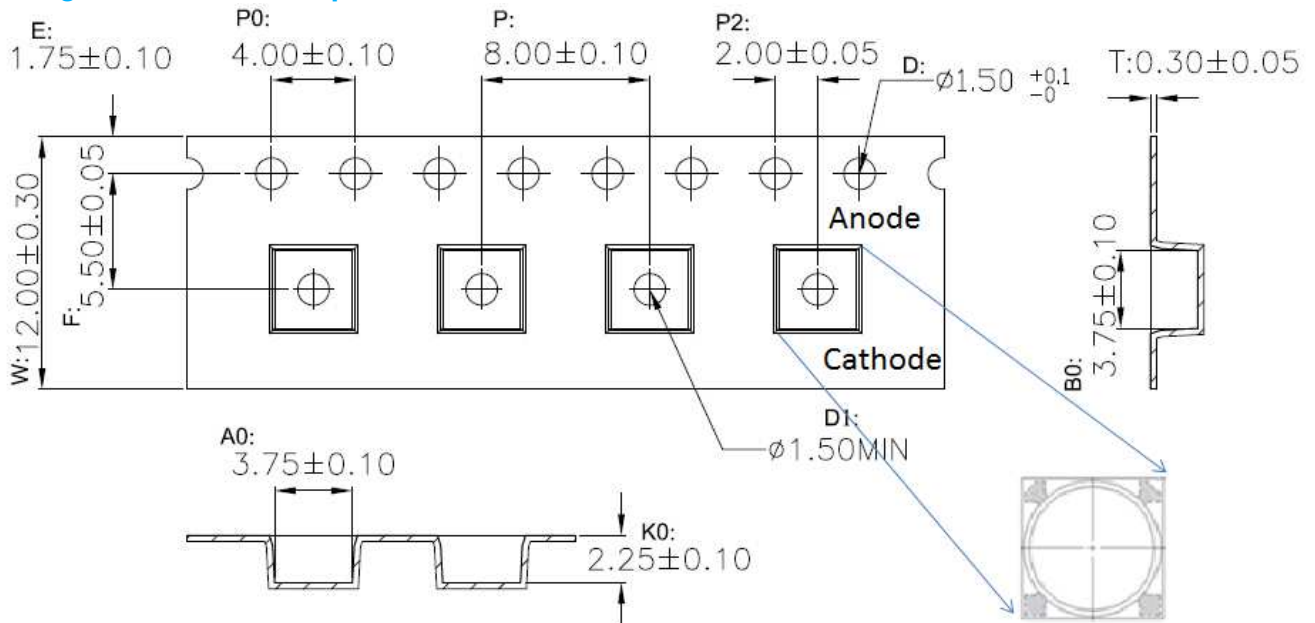 E:
1.75±0.10
P0:
4.00±0.10
P:
8.00±0.10
P2:
2.00±0.05
D:
⌀1.50 +0.1 -0
T:0.30±0.05
W:12.00±0.30
F:
5.50±0.05
Anode
Cathode
B0:
3.75±0.10
D1:
⌀1.50MIN
A0:
3.75±0.10
K0:
2.25±0.10